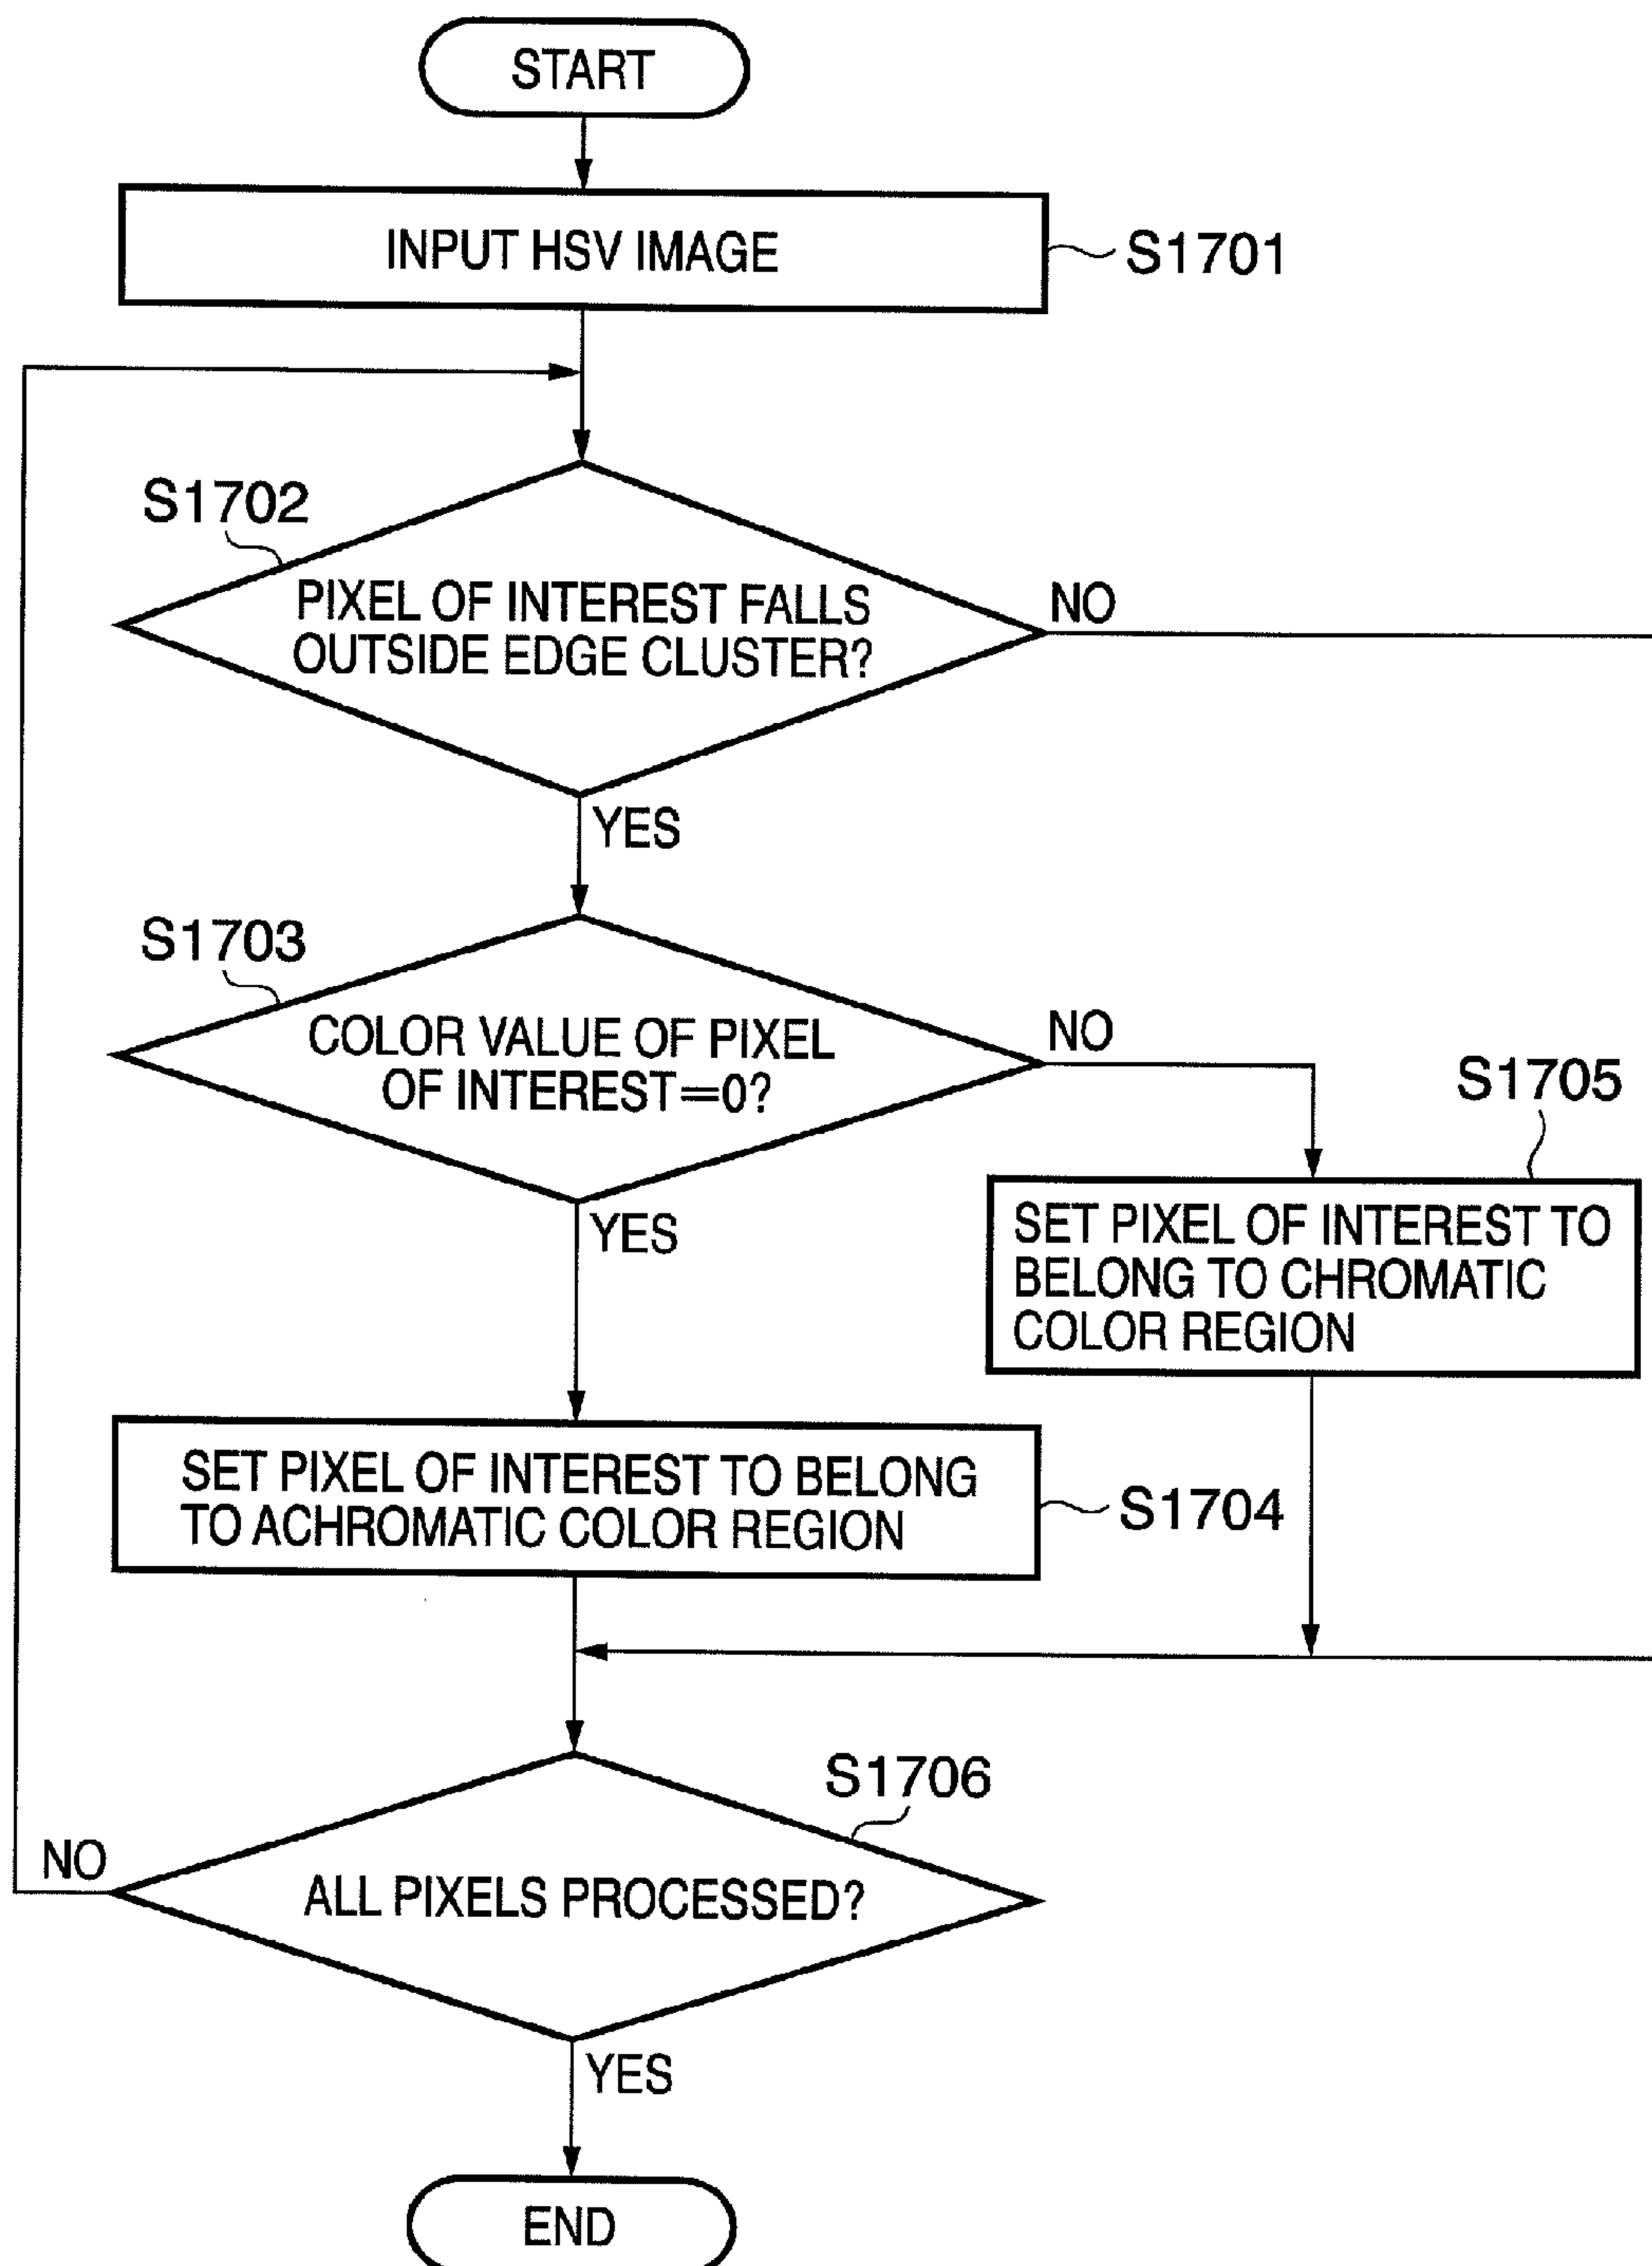 START
INPUT HSV IMAGE
S1701
S1702
PIXEL OF INTEREST FALLS
OUTSIDE EDGE CLUSTER?
NO
YES
S1703
COLOR VALUE OF PIXEL
OF INTEREST=0?
NO
YES
S1705
SET PIXEL OF INTEREST TO
BELONG TO CHROMATIC
COLOR REGION
SET PIXEL OF INTEREST TO BELONG
TO ACHROMATIC COLOR REGION
S1704
S1706
ALL PIXELS PROCESSED?
NO
YES
END